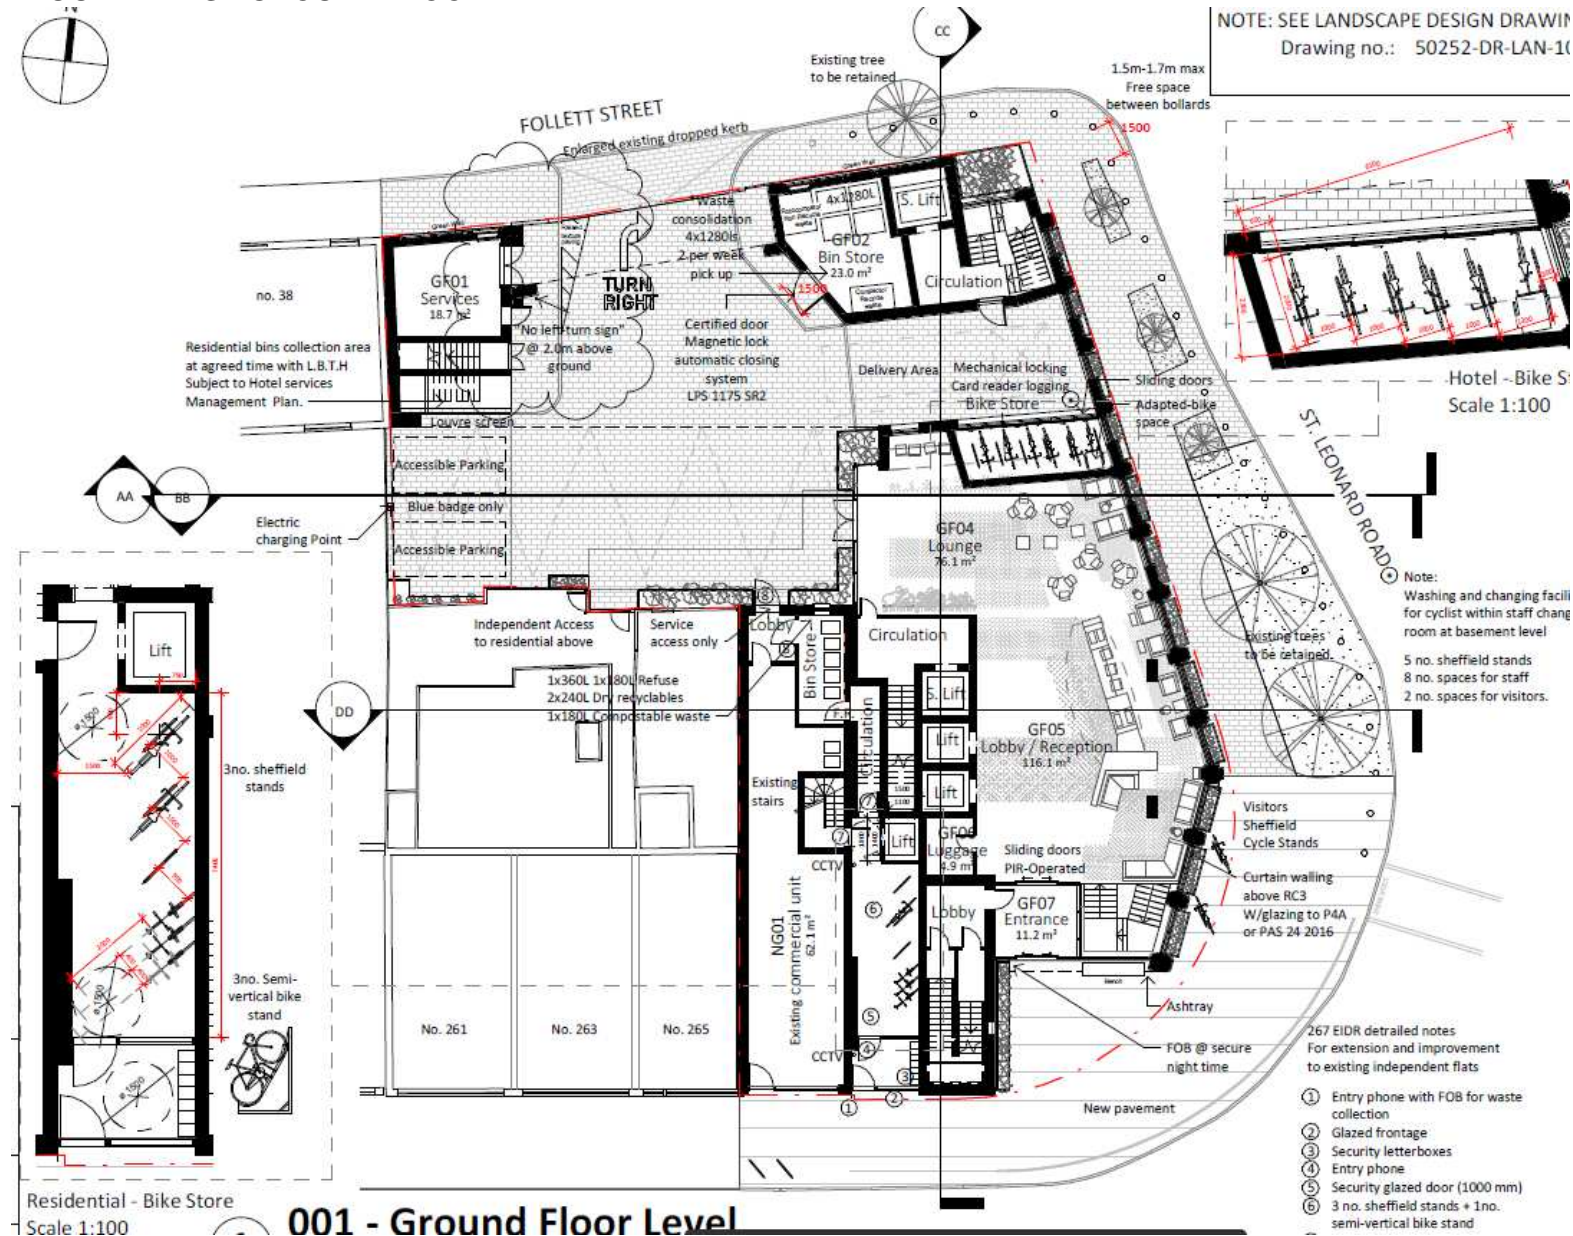 N
CC
NOTE: SEE LANDSCAPE DESIGN DRAWIN
Drawing no.: 50252-DR-LAN-10
Existing tree
to be retained
1.5m-1.7m max
Free space
between bollards
1500
FOLLETT STREET
Enlarged existing dropped kerb
Waste
consolidation
4x1280ls
2 per week
pick up
4x1280L
S. Lift
GF02
Bin Store
23.0 m²
1500
Circulation
no. 38
GF01
Services
18.7 m²
TURN
RIGHT
"No left turn sign"
@ 2.0m above
ground
Certified door
Magnetic lock
automatic closing
system
LPS 1175 SR2
Residential bins collection area
at agreed time with L.B.T.H
Subject to Hotel services
Management Plan.
Louvre screen
Delivery Area
Mechanical locking
Card reader logging
Bike Store
Sliding doors
Adapted-bike
space
Hotel - Bike St
Scale 1:100
ST. LEONARD ROAD
AA
BB
Accessible Parking
Blue badge only
Accessible Parking
Electric
charging Point
GF04
Lounge
76.1 m²
Note:
Washing and changing facili
for cyclist within staff chang
room at basement level
5 no. sheffield stands
8 no. spaces for staff
2 no. spaces for visitors.
Existing trees
to be retained
Independent Access
to residential above
Service
access only
8
Lobby
8
Bin Store
Circulation
1x360L 1x180L Refuse
2x240L Dry recyclables
1x180L Compostable waste
DD
S. Lift
Lift
Lift
Lift
Circulation
GF05
Lobby / Reception
116.1 m²
Existing
stairs
7
7
GF06
Luggage
4.9 m²
Sliding doors
PIR-Operated
Visitors
Sheffield
Cycle Stands
Curtain walling
above RC3
W/glazing to P4A
or PAS 24 2016
CCTV
6
Lobby
GF07
Entrance
11.2 m²
NG01
Existing Commercial unit
62.1 m²
5
CCTV
4
3
2
1
Bench
Ashtray
FOB @ secure
night time
New pavement
No. 261
No. 263
No. 265
Lift
ø1500
1500
3no. sheffield
stands
3no. Semi-
vertical bike
stand
ø1500
ø1500
Residential - Bike Store
Scale 1:100
267 EIDR detrailed notes
For extension and improvement
to existing independent flats
1 Entry phone with FOB for waste
collection
2 Glazed frontage
3 Security letterboxes
4 Entry phone
5 Security glazed door (1000 mm)
6 3 no. sheffield stands + 1no.
semi-vertical bike stand
001 - Ground Floor Level